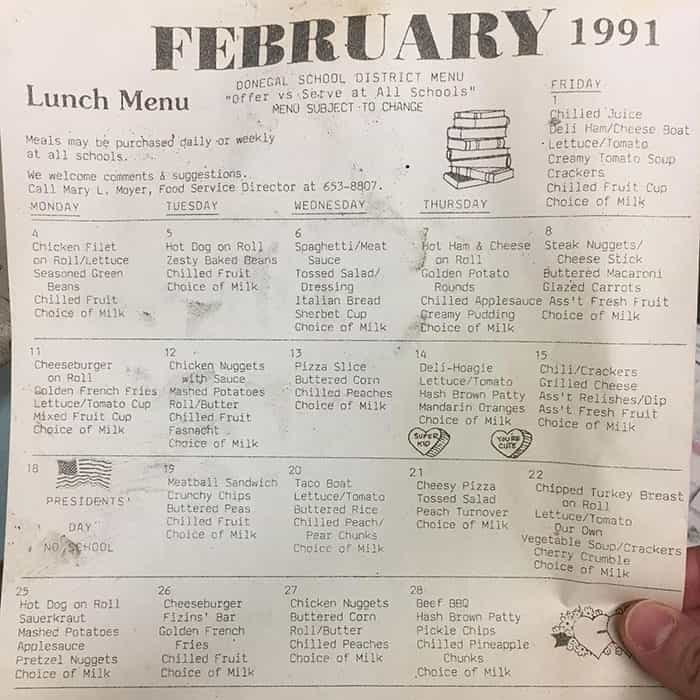 FEBRUARY 1991
DONEGAL SCHOOL DISTRICT MENU
Lunch Menu
"Offer vs Serve at All Schools"
MENU SUBJECT TO CHANGE
Meals may be purchased daily or weekly
at all schools.
We welcome comments & suggestions.
Call Mary L. Moyer, Food Service Director at 653-8807.
FRIDAY
1
Chilled Juice
Deli Ham/Cheese Boat
Lettuce/Tomato
Creamy Tomato Soup
Crackers
Chilled Fruit Cup
Choice of Milk
MONDAY TUESDAY WEDNESDAY THURSDAY
4
Chicken Filet
on Roll/Lettuce
Seasoned Green
Beans
Chilled Fruit
Choice of Milk
5
Hot Dog on Roll
Zesty Baked Beans
Chilled Fruit
Choice of Milk
6
Spaghetti/Meat
Sauce
Tossed Salad/
Dressing
Italian Bread
Sherbet Cup
Choice of Milk
7
Hot Ham & Cheese
on Roll
Golden Potato
Rounds
Chilled Applesauce
Creamy Pudding
Choice of Milk
8
Steak Nuggets/
Cheese Stick
Buttered Macaroni
Glazed Carrots
Ass't Fresh Fruit
Choice of Milk
11
Cheeseburger
on Roll
Golden French Fries
Lettuce/Tomato Cup
Mixed Fruit Cup
Choice of Milk
12
Chicken Nuggets
with Sauce
Mashed Potatoes
Roll/Butter
Chilled Fruit
Fasnacht
Choice of Milk
13
Pizza Slice
Buttered Corn
Chilled Peaches
Choice of Milk
14
Deli-Hoagie
Lettuce/Tomato
Hash Brown Patty
Mandarin Oranges
Choice of Milk
SUPER
KID
YOU'RE
CUTE
15
Chili/Crackers
Grilled Cheese
Ass't Relishes/Dip
Ass't Fresh Fruit
Choice of Milk
18
PRESIDENTS'
DAY
NO SCHOOL
19
Meatball Sandwich
Crunchy Chips
Buttered Peas
Chilled Fruit
Choice of Milk
20
Taco Boat
Lettuce/Tomato
Buttered Rice
Chilled Peach/
Pear Chunks
Choice of Milk
21
Cheesy Pizza
Tossed Salad
Peach Turnover
Choice of Milk
22
Chipped Turkey Breast
on Roll
Lettuce/Tomato
Our Own
Vegetable Soup/Crackers
Cherry Crumble
Choice of Milk
25
Hot Dog on Roll
Sauerkraut
Mashed Potatoes
Applesauce
Pretzel Nuggets
Choice of Milk
26
Cheeseburger
Fizins' Bar
Golden French
Fries
Chilled Fruit
Choice of Milk
27
Chicken Nuggets
Buttered Corn
Roll/Butter
Chilled Peaches
Choice of Milk
28
Beef BBQ
Hash Brown Patty
Pickle Chips
Chilled Pineapple
Chunks
Choice of Milk